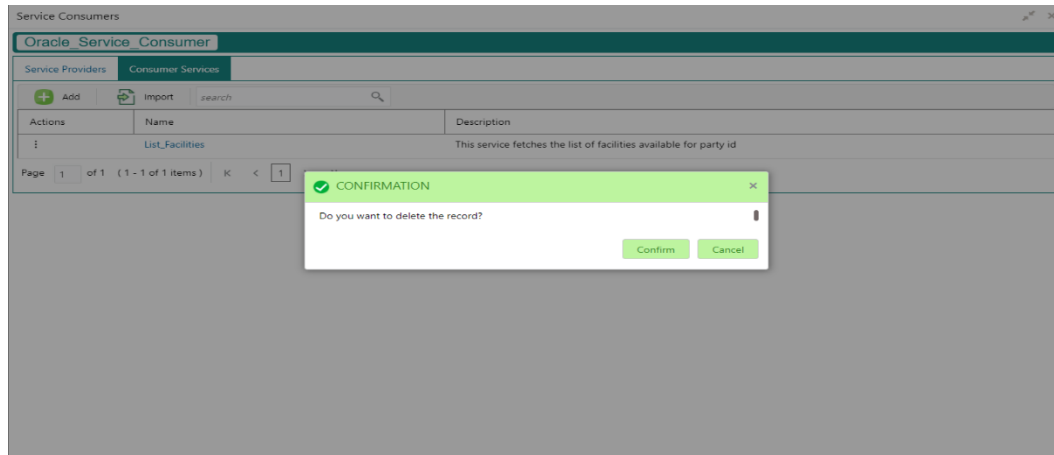 Service Consumers
Oracle_Service_Consumer
Service Providers Consumer Services
Add Import search
Actions Name Description
List_Facilities This service fetches the list of facilities available for party id
Page 1 of 1 ( 1 - 1 of 1 items ) K < 1
CONFIRMATION
Do you want to delete the record?
Confirm Cancel